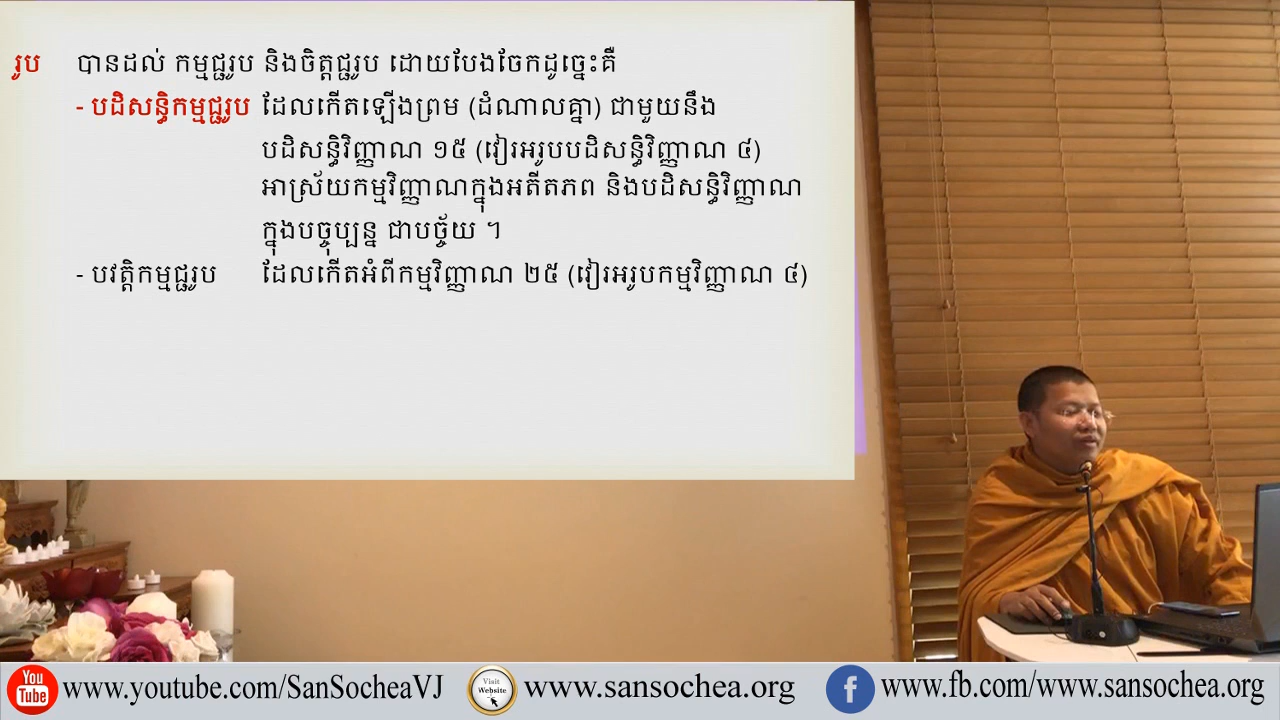 រូប បានដល់ កម្មជ្ជរូប និងចិត្តជ្ជរូប ដោយបែងចែកដូច្នេះគឺ
- បដិសន្ធិកម្មជ្ជរូប ដែលកើតឡើងព្រម (ដំណាលគ្នា) ជាមួយនឹង
បដិសន្ធិវិញ្ញាណ ១៥ (វៀរអរូបបដិសន្ធិវិញ្ញាណ ៤)
អាស្រ័យកម្មវិញ្ញាណក្នុងអតីតភព និងបដិសន្ធិវិញ្ញាណ
ក្នុងបច្ចុប្បន្ន ជាបច្ច័យ ។
- បវត្តិកម្មជ្ជរូប ដែលកើតអំពីកម្មវិញ្ញាណ ២៥ (វៀរអរូបកម្មវិញ្ញាណ ៤)
You Tube www.youtube.com/SanSocheaVJ Visit Website www.sansochea.org f www.fb.com/www.sansochea.org